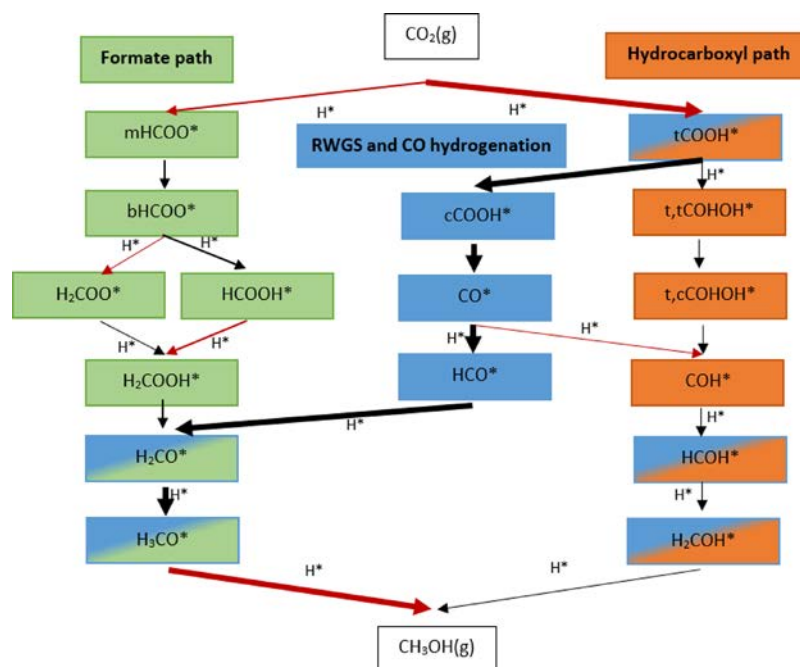 CO₂(g)
Formate path
Hydrocarboxyl path
H*
H*
mHCOO*
RWGS and CO hydrogenation
tCOOH*
H*
bHCOO*
cCOOH*
t,tCOHOH*
H*
H*
H₂COO*
HCOOH*
CO*
t,cCOHOH*
H*
H*
H*
H*
H₂COOH*
HCO*
COH*
H*
H*
H₂CO*
HCOH*
H*
H*
H₃CO*
H₂COH*
H*
H*
CH₃OH(g)